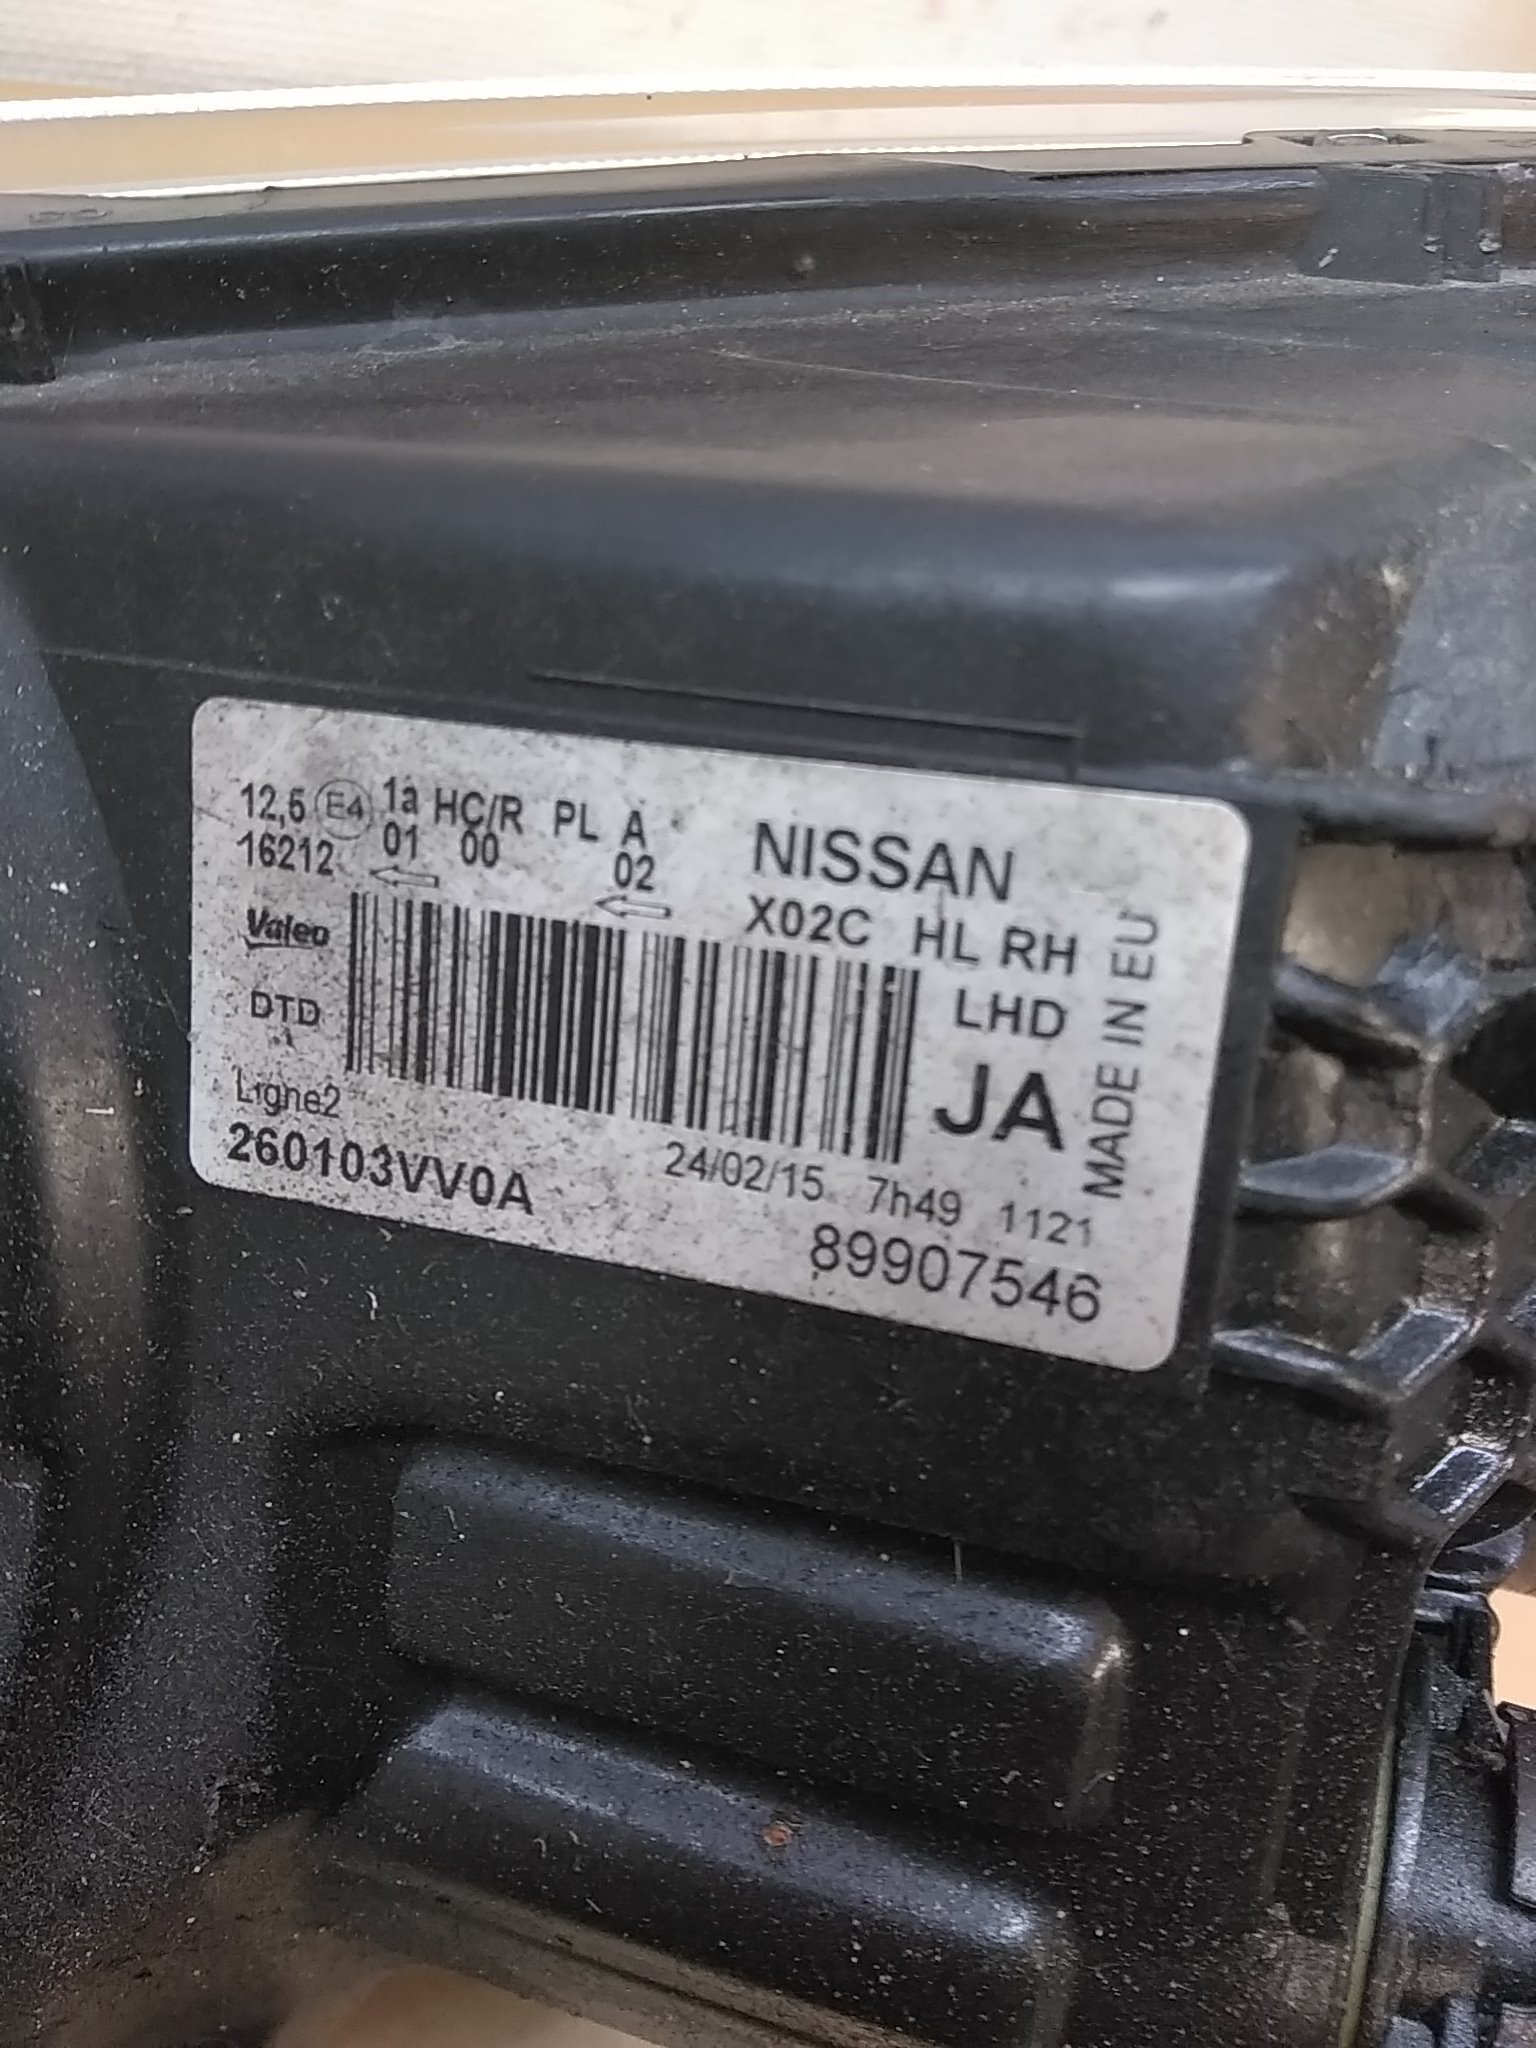 12,5 E4 1a HC/R PL A
16212 01 00 02
NISSAN
X02C HL RH
LHD
JA
MADE IN EU
Valeo
DTD
Ligne2
260103VV0A
24/02/15 7h49 1121
89907546